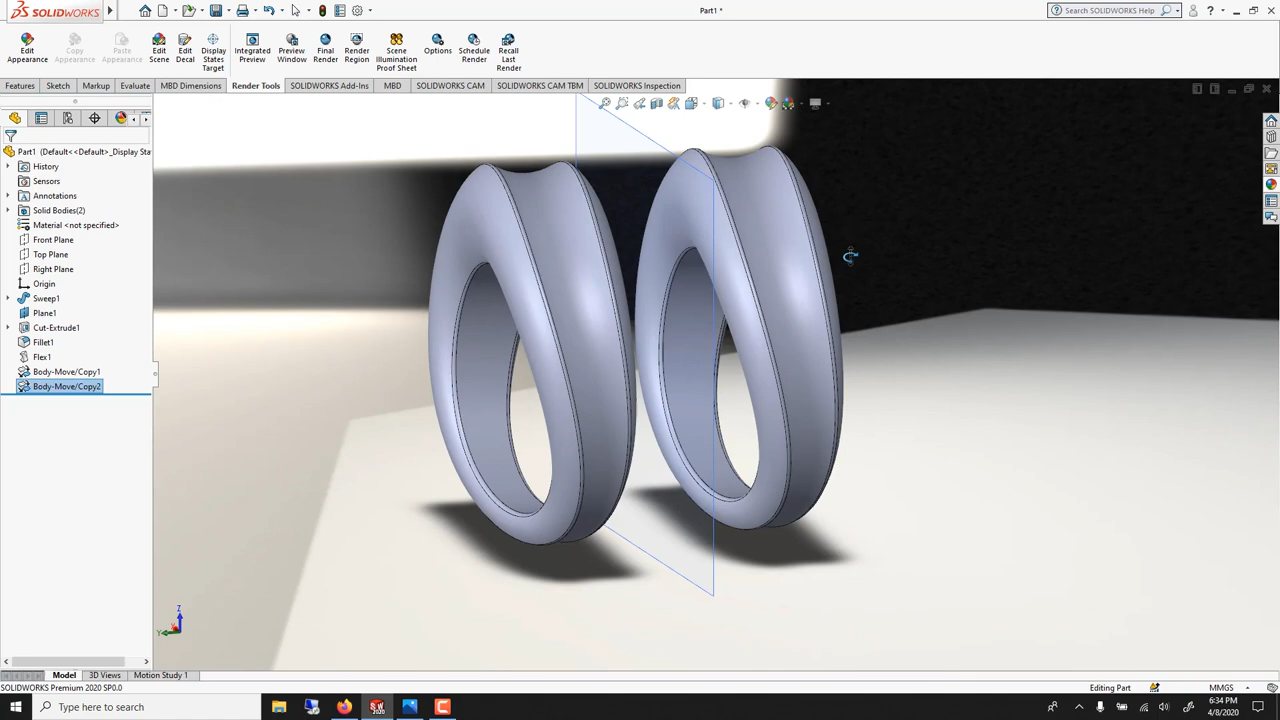 SOLIDWORKS
Part1 *
Search SOLIDWORKS Help
Edit Appearance
Copy Appearance
Paste Appearance
Edit Scene
Edit Decal
Display States Target
Integrated Preview
Preview Window
Final Render
Render Region
Scene Illumination Proof Sheet
Options
Schedule Render
Recall Last Render
Features Sketch Markup Evaluate MBD Dimensions Render Tools SOLIDWORKS Add-Ins MBD SOLIDWORKS CAM SOLIDWORKS CAM TBM SOLIDWORKS Inspection
Part1 (Default<<Default>_Display Sta
History
Sensors
Annotations
Solid Bodies(2)
Material <not specified>
Front Plane
Top Plane
Right Plane
Origin
Sweep1
Plane1
Cut-Extrude1
Fillet1
Flex1
Body-Move/Copy1
Body-Move/Copy2
Z
Y
Model 3D Views Motion Study 1
SOLIDWORKS Premium 2020 SP0.0
Editing Part
MMGS
Type here to search
SW
2020
6:34 PM
4/8/2020